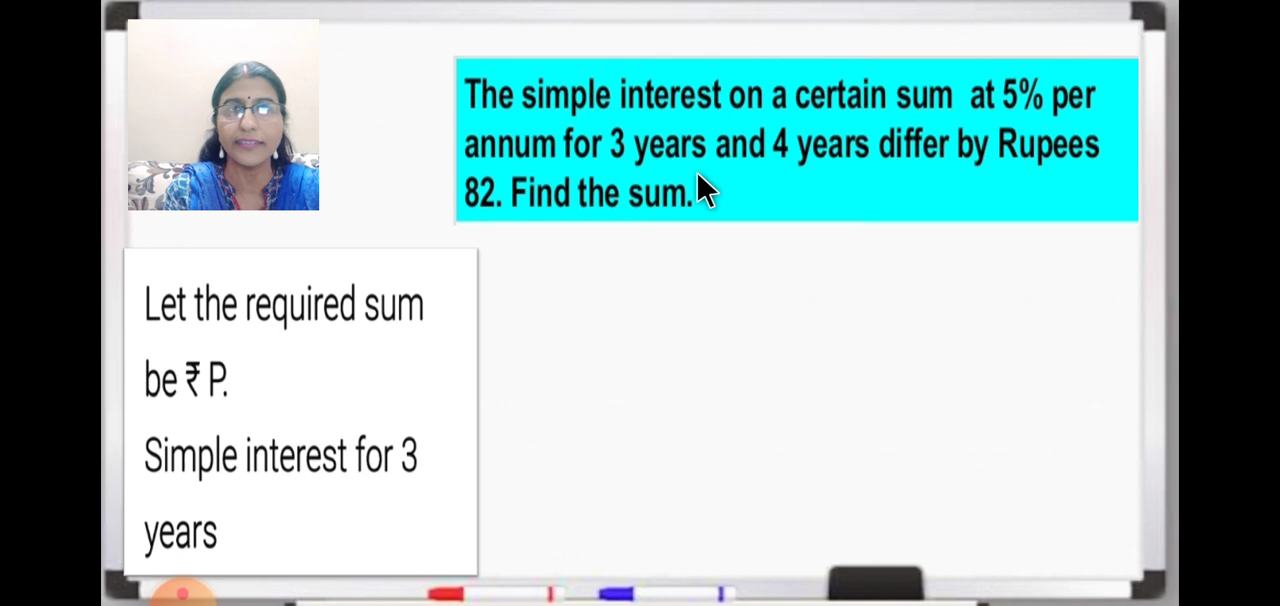 The simple interest on a certain sum at 5% per
annum for 3 years and 4 years differ by Rupees
82. Find the sum.
Let the required sum
be ₹ P.
Simple interest for 3
years